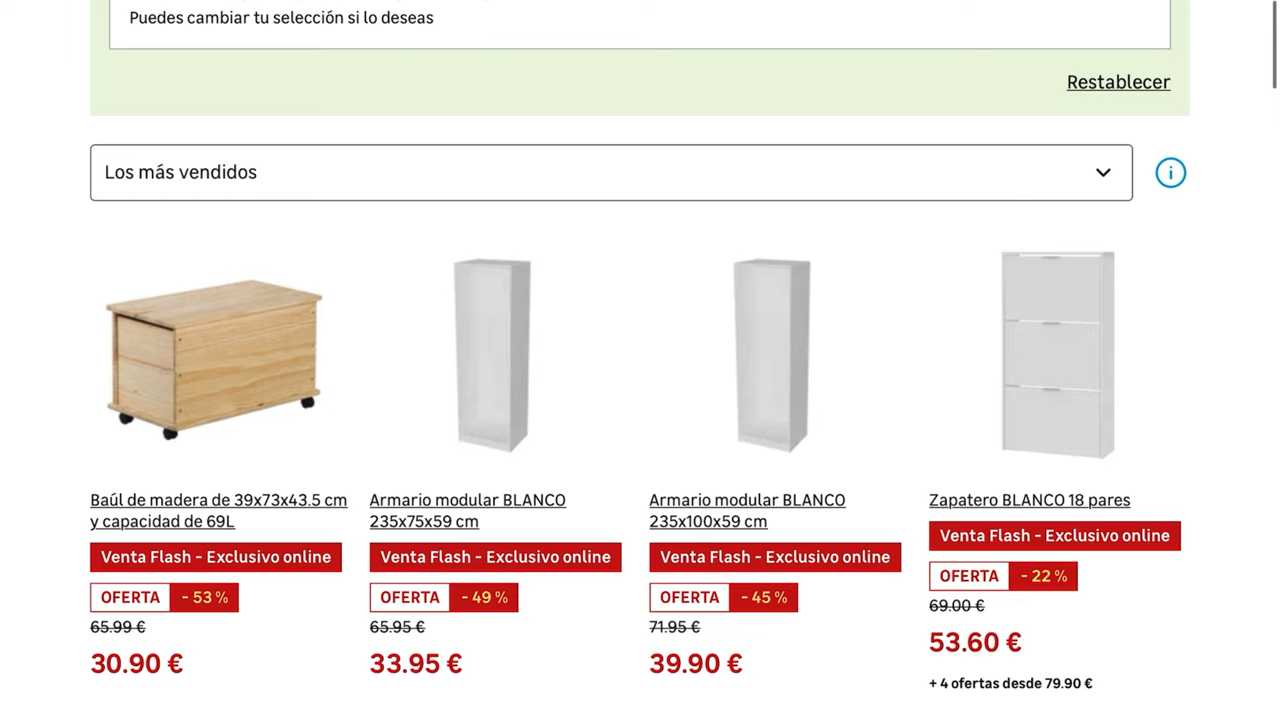 Puedes cambiar tu selección si lo deseas
Restablecer
Los más vendidos
i
Baúl de madera de 39x73x43.5 cm
y capacidad de 69L
Venta Flash - Exclusivo online
OFERTA - 53 %
65.99 €
30.90 €
Armario modular BLANCO
235x75x59 cm
Venta Flash - Exclusivo online
OFERTA - 49 %
65.95 €
33.95 €
Armario modular BLANCO
235x100x59 cm
Venta Flash - Exclusivo online
OFERTA - 45 %
71.95 €
39.90 €
Zapatero BLANCO 18 pares
Venta Flash - Exclusivo online
OFERTA - 22 %
69.00 €
53.60 €
+ 4 ofertas desde 79.90 €